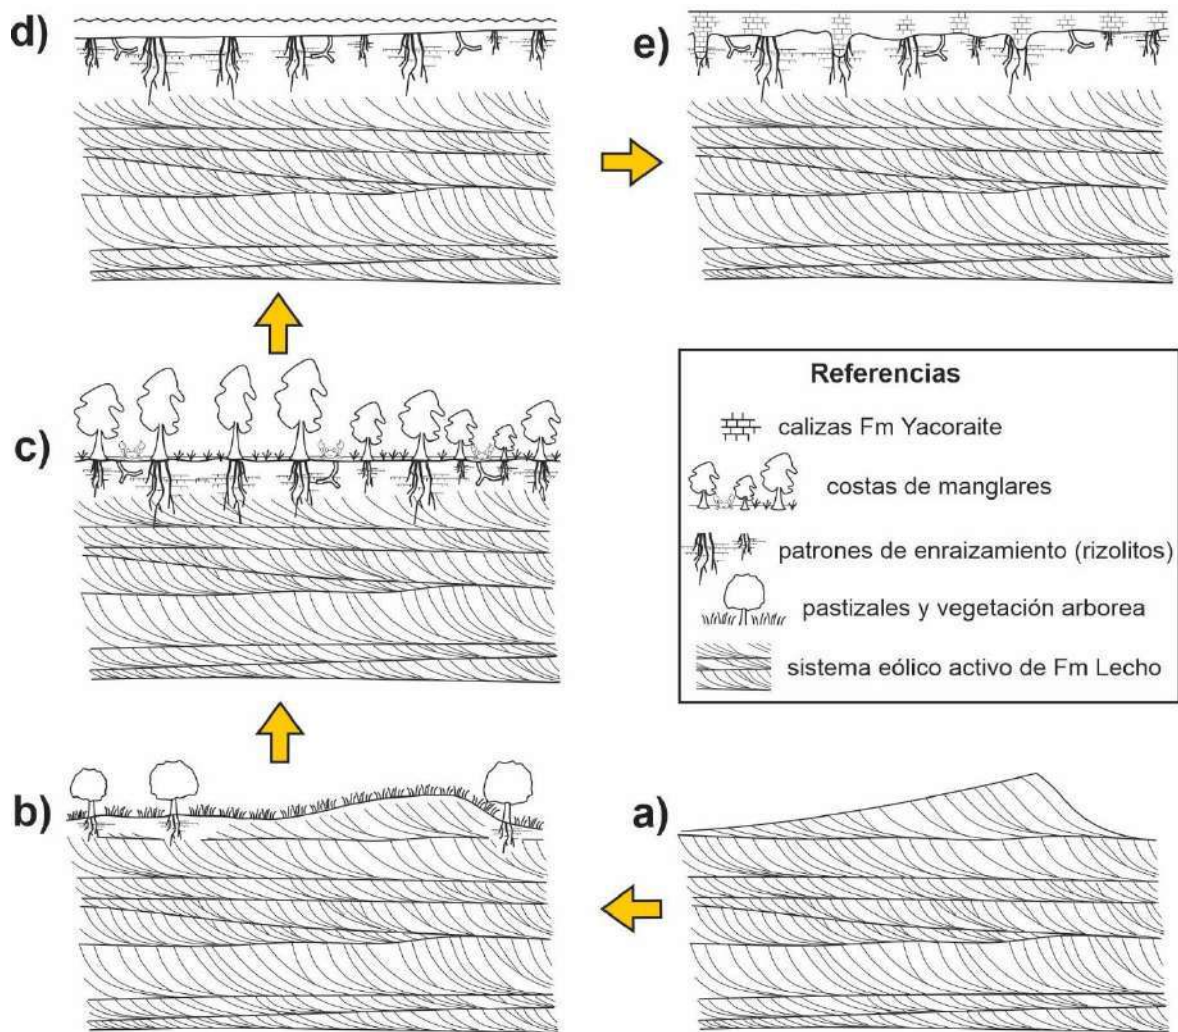 d)
e)
c)
Referencias
calizas Fm Yacoraite
costas de manglares
patrones de enraizamiento (rizolitos)
pastizales y vegetación arborea
sistema eólico activo de Fm Lecho
b)
a)